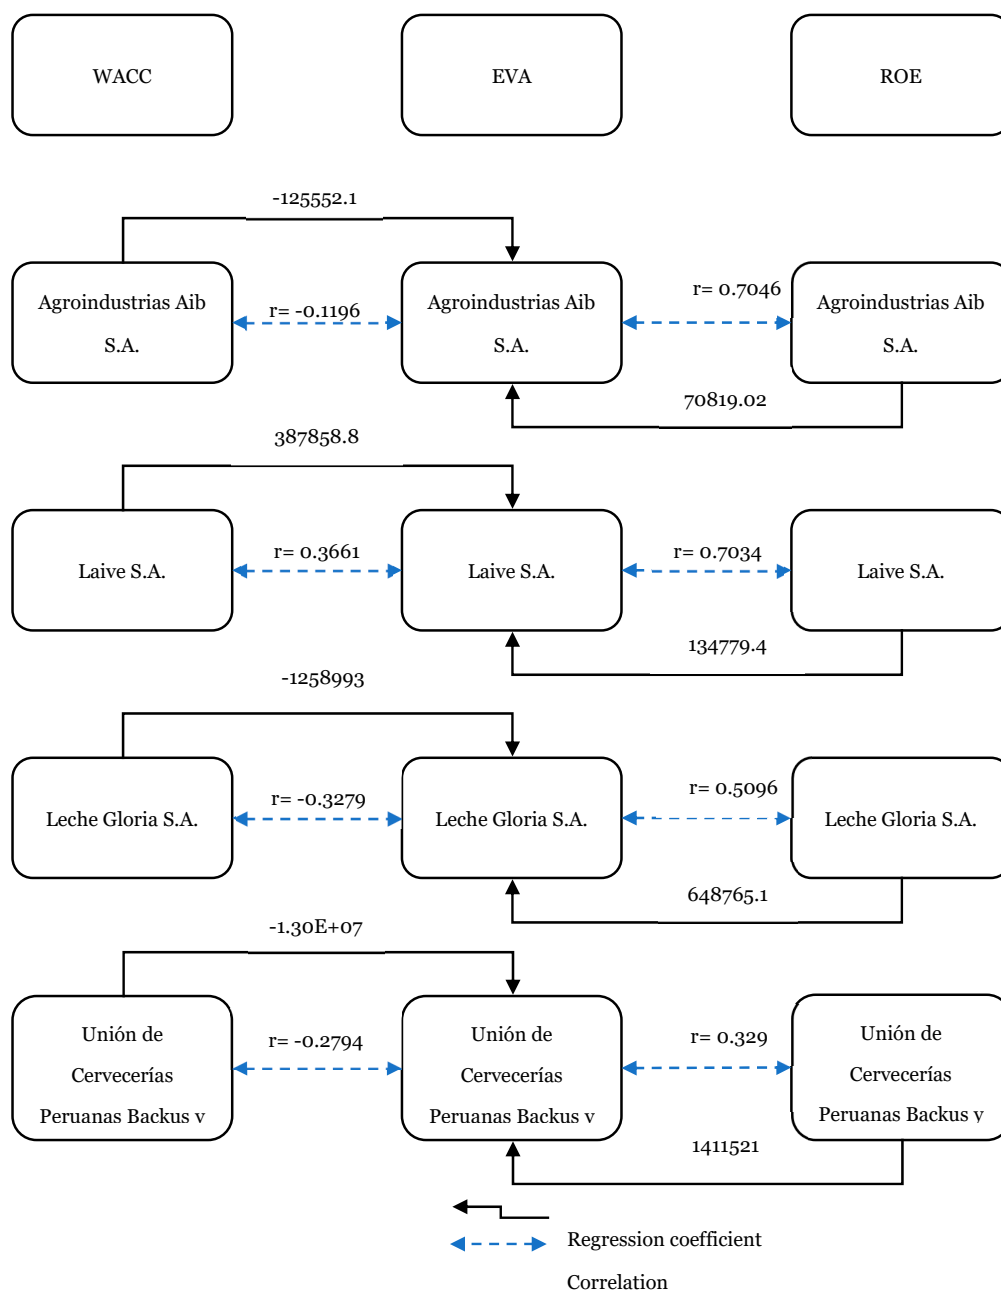 WACC
EVA
ROE
-125552.1
Agroindustrias Aib
S.A.
r= -0.1196
Agroindustrias Aib
S.A.
r= 0.7046
Agroindustrias Aib
S.A.
70819.02
387858.8
Laive S.A.
r= 0.3661
Laive S.A.
r= 0.7034
Laive S.A.
134779.4
-1258993
Leche Gloria S.A.
r= -0.3279
Leche Gloria S.A.
r= 0.5096
Leche Gloria S.A.
648765.1
-1.30E+07
Unión de
Cervecerías
Peruanas Backus y
r= -0.2794
Unión de
Cervecerías
Peruanas Backus y
r= 0.329
Unión de
Cervecerías
Peruanas Backus y
1411521
Regression coefficient
Correlation